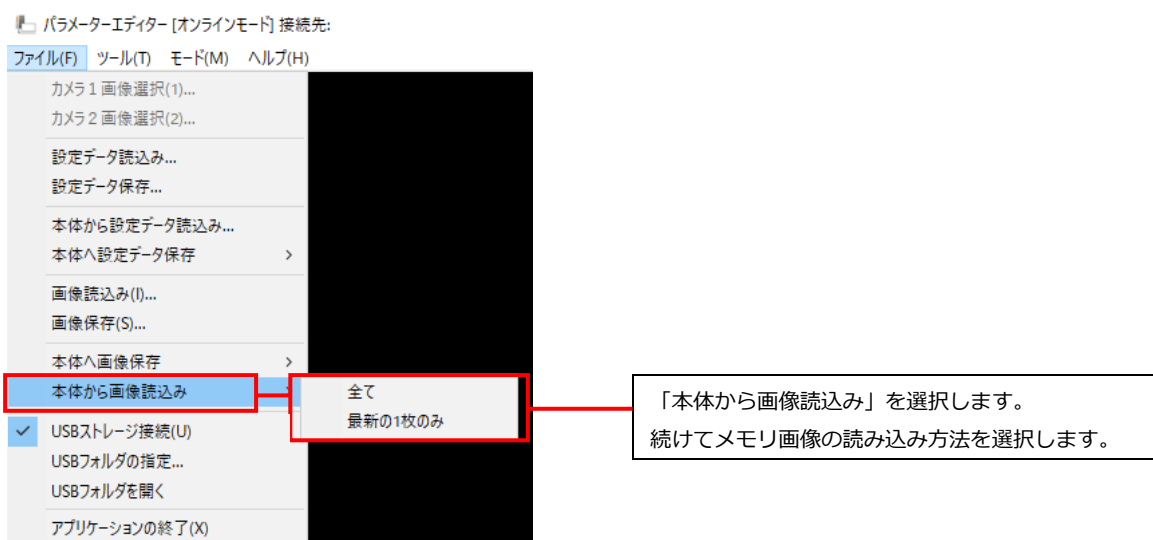 パラメーターエディター [オンラインモード] 接続先:
ファイル(F) ツール(T) モード(M) ヘルプ(H)
カメラ1画像選択(1)...
カメラ2画像選択(2)...
設定データ読込み...
設定データ保存...
本体から設定データ読込み...
本体へ設定データ保存 >
画像読込み(I)...
画像保存(S)...
本体へ画像保存 >
本体から画像読込み
全て
最新の1枚のみ
「本体から画像読込み」を選択します。
続けてメモリ画像の読み込み方法を選択します。
USBストレージ接続(U)
USBフォルダの指定...
USBフォルダを開く
アプリケーションの終了(X)